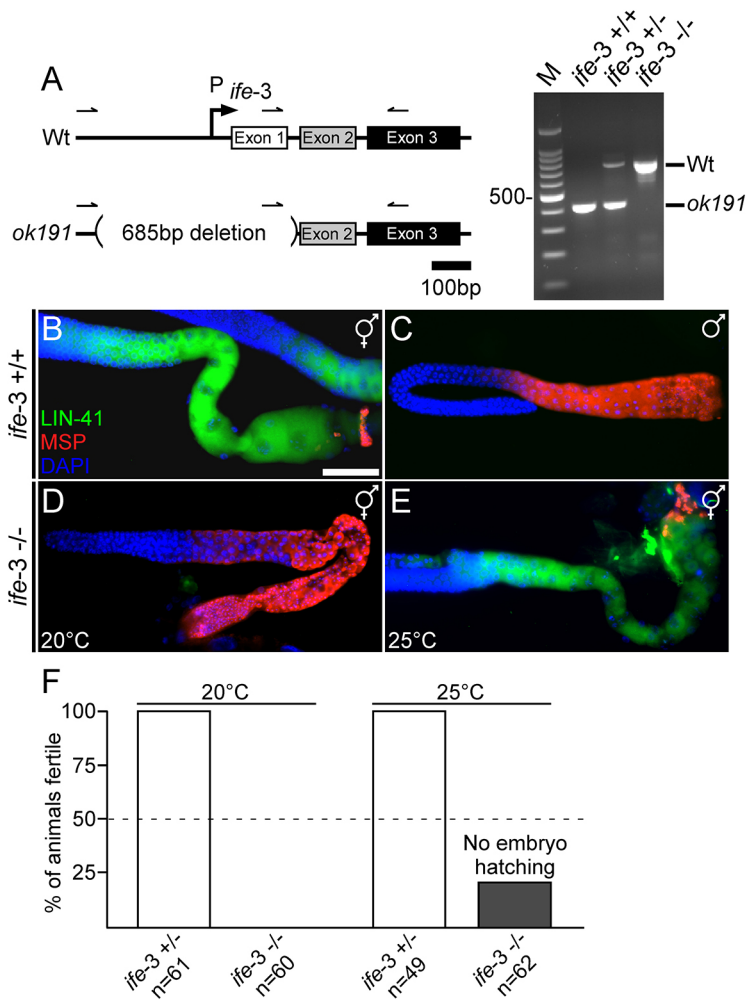 A
P ife-3
Wt
Exon 1 Exon 2 Exon 3
ok191
685bp deletion
Exon 2 Exon 3
100bp
M ife-3 +/+ ife-3 +/- ife-3 -/-
500-
Wt
ok191
ife-3 +/+
B ⚥
LIN-41
MSP
DAPI
C ♂
ife-3 -/-
D ⚥
20°C
E ⚥
25°C
F
20°C 25°C
% of animals fertile
100
75
50
25
No embryo
hatching
ife-3 +/-
n=61
ife-3 -/-
n=60
ife-3 +/-
n=49
ife-3 -/-
n=62